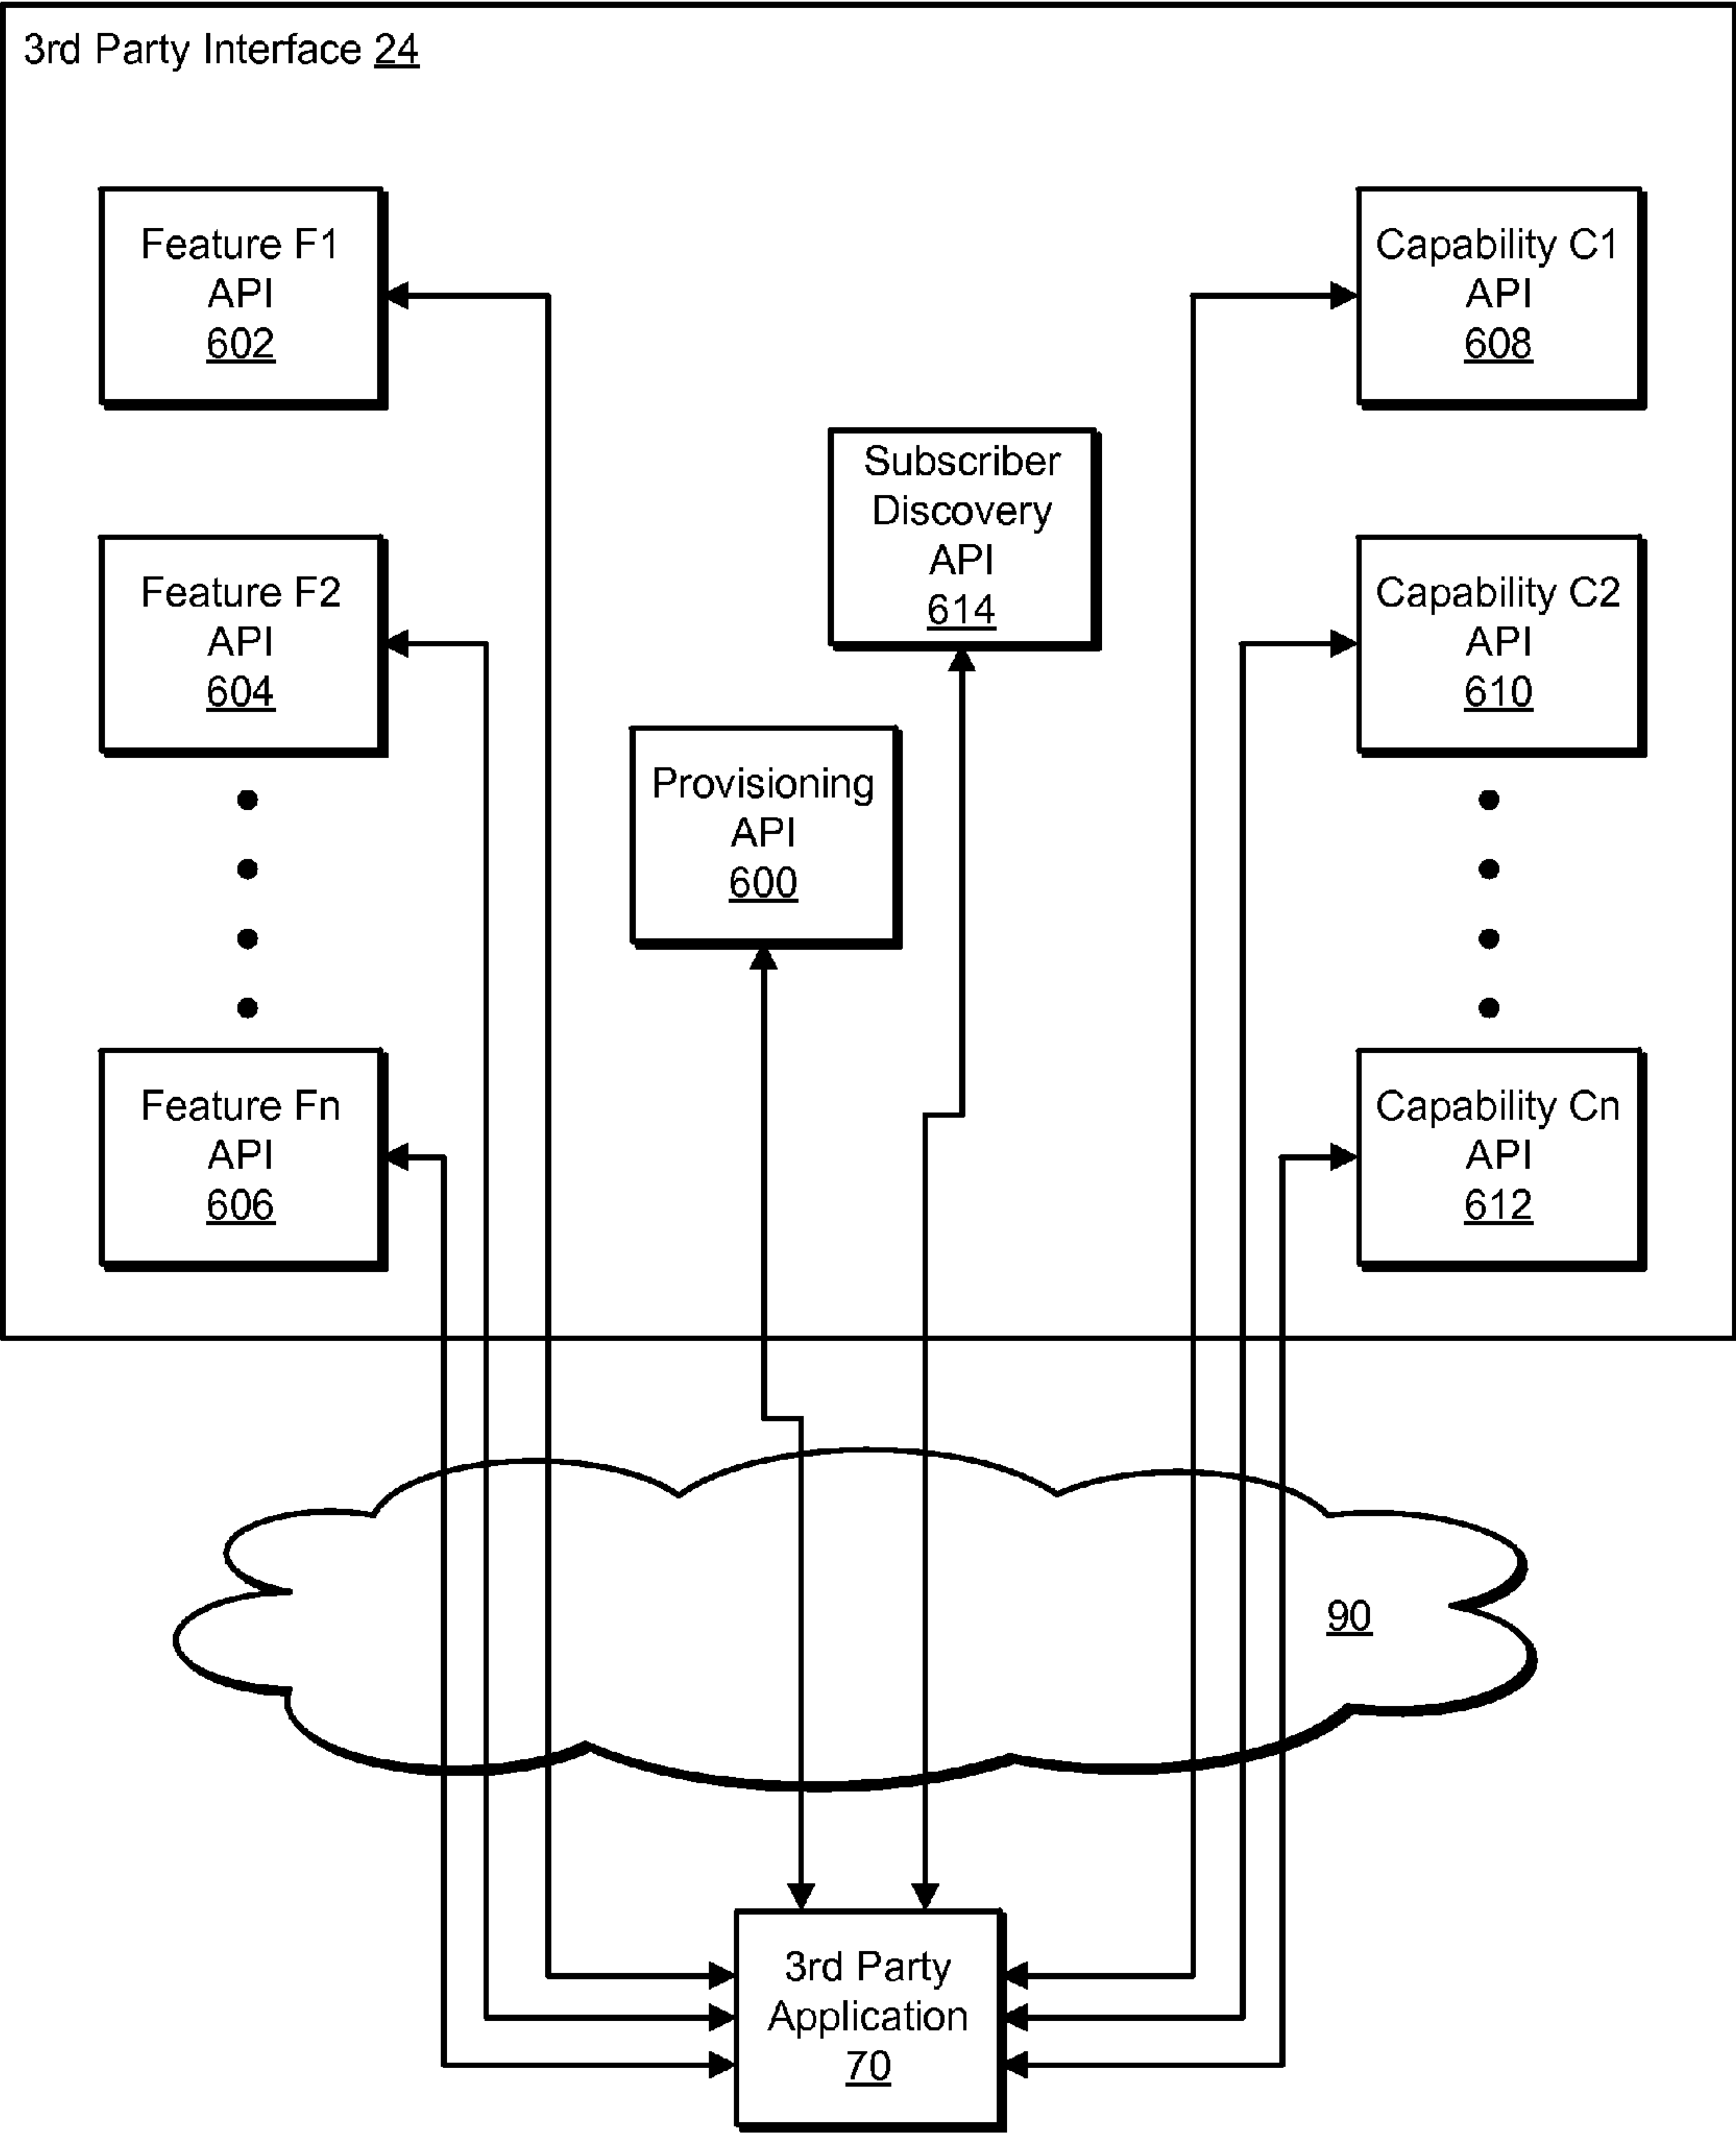 3rd Party Interface 24
Feature F1
API
602
Capability C1
API
608
Subscriber
Discovery
API
614
Feature F2
API
604
Capability C2
API
610
Provisioning
API
600
Feature Fn
API
606
Capability Cn
API
612
90
3rd Party
Application
70